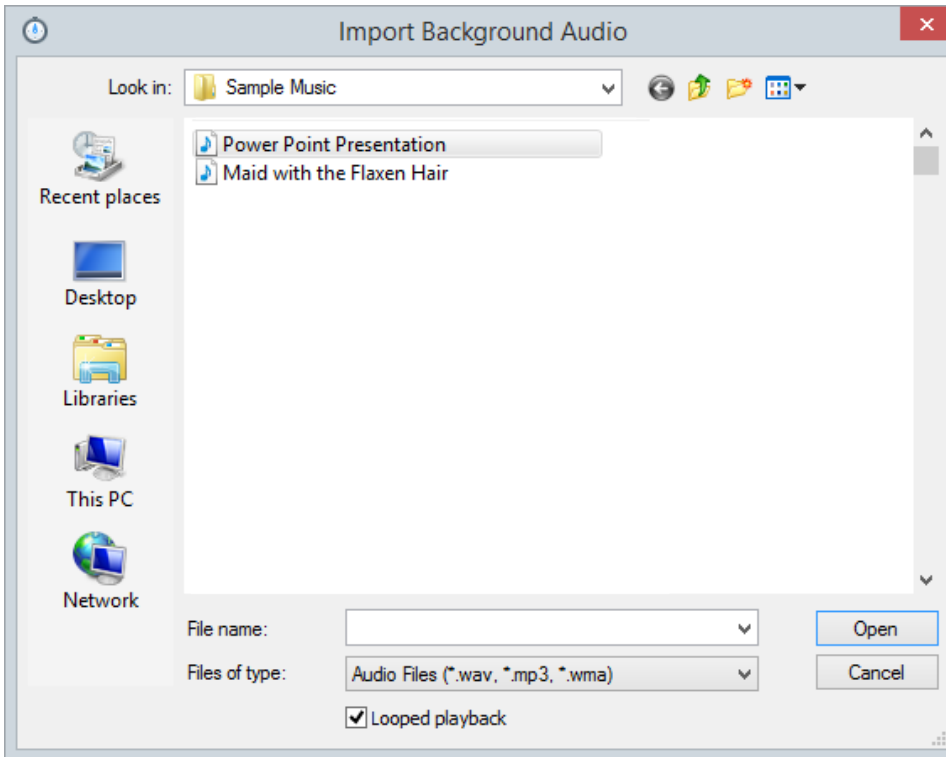 Import Background Audio
Look in: Sample Music
Power Point Presentation
Maid with the Flaxen Hair
Recent places
Desktop
Libraries
This PC
Network
File name: Open
Files of type: Audio Files (*.wav, *.mp3, *.wma) Cancel
Looped playback